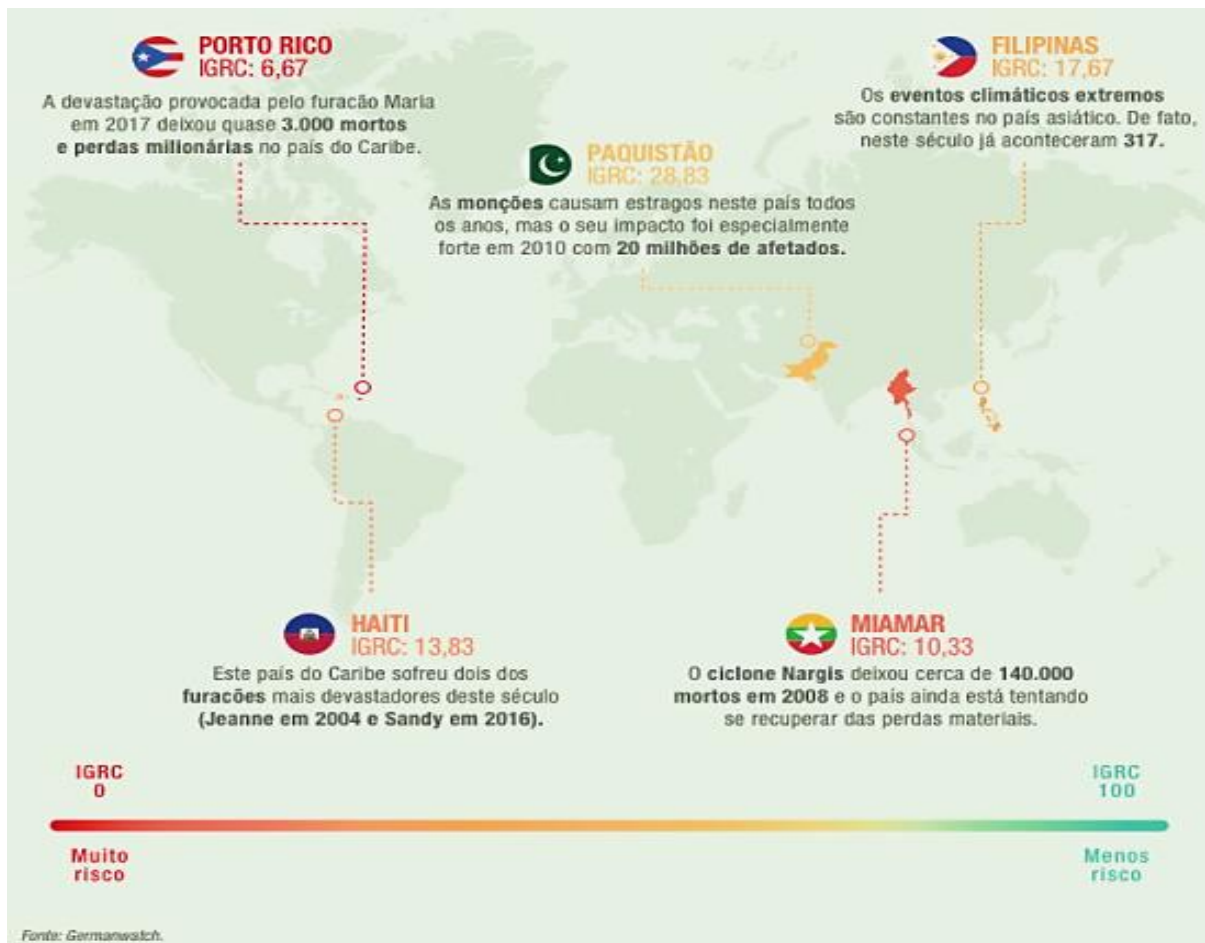 PORTO RICO
IGRC: 6,67
A devastação provocada pelo furacão Maria
em 2017 deixou quase 3.000 mortos
e perdas milionárias no país do Caribe.
FILIPINAS
IGRC: 17,67
Os eventos climáticos extremos
são constantes no país asiático. De fato,
neste século já aconteceram 317.
PAQUISTÃO
IGRC: 28,83
As monções causam estragos neste país todos
os anos, mas o seu impacto foi especialmente
forte em 2010 com 20 milhões de afetados.
HAITI
IGRC: 13,83
Este país do Caribe sofreu dois dos
furacões mais devastadores deste século
(Jeanne em 2004 e Sandy em 2016).
MIAMAR
IGRC: 10,33
O ciclone Nargis deixou cerca de 140.000
mortos em 2008 e o país ainda está tentando
se recuperar das perdas materiais.
IGRC
0
IGRC
100
Muito
risco
Menos
risco
Fonte: Germanwatch.